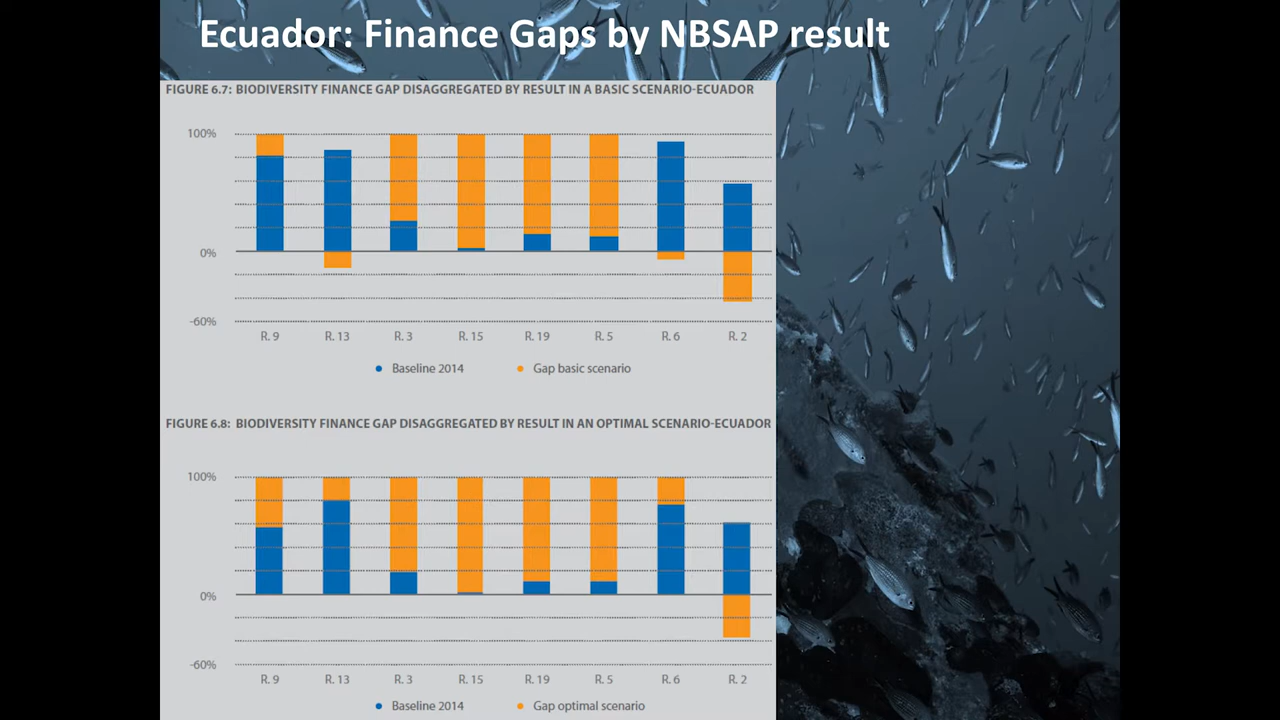 Ecuador: Finance Gaps by NBSAP result
FIGURE 6.7: BIODIVERSITY FINANCE GAP DISAGGREGATED BY RESULT IN A BASIC SCENARIO-ECUADOR
100%
0%
-60%
R. 9 R. 13 R. 3 R. 15 R. 19 R. 5 R. 6 R. 2
Baseline 2014 Gap basic scenario
FIGURE 6.8: BIODIVERSITY FINANCE GAP DISAGGREGATED BY RESULT IN AN OPTIMAL SCENARIO-ECUADOR
100%
0%
-60%
R. 9 R. 13 R. 3 R. 15 R. 19 R. 5 R. 6 R. 2
Baseline 2014 Gap optimal scenario